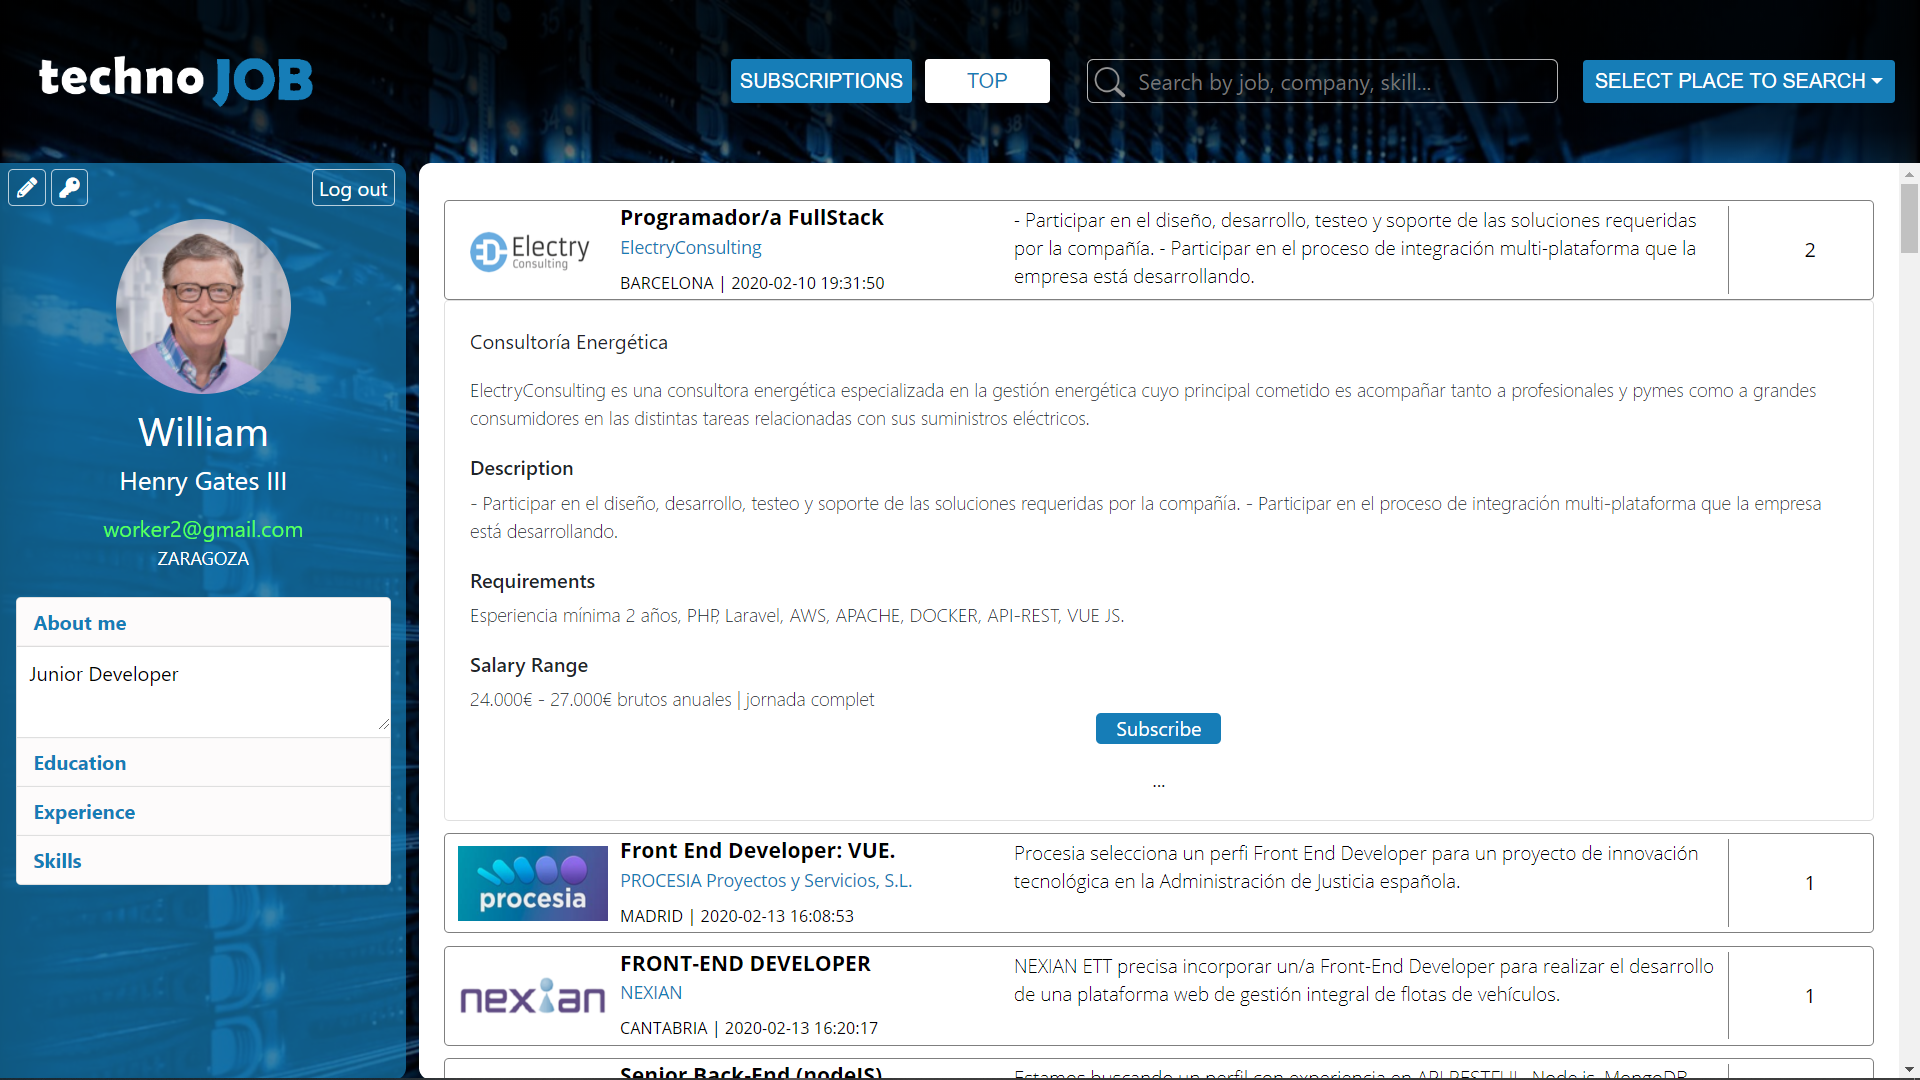 techno JOB
SUBSCRIPTIONS
TOP
Search by job, company, skill...
SELECT PLACE TO SEARCH
Log out
William
Henry Gates III
worker2@gmail.com
ZARAGOZA
About me
Junior Developer
Education
Experience
Skills
Electry
Consulting
Programador/a FullStack
ElectryConsulting
BARCELONA | 2020-02-10 19:31:50
- Participar en el diseño, desarrollo, testeo y soporte de las soluciones requeridas
por la compañía. - Participar en el proceso de integración multi-plataforma que la
empresa está desarrollando.
2
Consultoría Energética
ElectryConsulting es una consultora energética especializada en la gestión energética cuyo principal cometido es acompañar tanto a profesionales y pymes como a grandes
consumidores en las distintas tareas relacionadas con sus suministros eléctricos.
Description
- Participar en el diseño, desarrollo, testeo y soporte de las soluciones requeridas por la compañía. - Participar en el proceso de integración multi-plataforma que la empresa
está desarrollando.
Requirements
Esperiencia mínima 2 años, PHP, Laravel, AWS, APACHE, DOCKER, API-REST, VUE JS.
Salary Range
24.000€ - 27.000€ brutos anuales | jornada complet
Subscribe
...
procesia
Front End Developer: VUE.
PROCESIA Proyectos y Servicios, S.L.
MADRID | 2020-02-13 16:08:53
Procesia selecciona un perfi Front End Developer para un proyecto de innovación
tecnológica en la Administración de Justicia española.
1
nexian
FRONT-END DEVELOPER
NEXIAN
CANTABRIA | 2020-02-13 16:20:17
NEXIAN ETT precisa incorporar un/a Front-End Developer para realizar el desarrollo
de una plataforma web de gestión integral de flotas de vehículos.
1
Senior Back-End (nodeJS)
Estamos buscando un perfil con experiencia en API RESTFUL, Node.js, MongoDB,